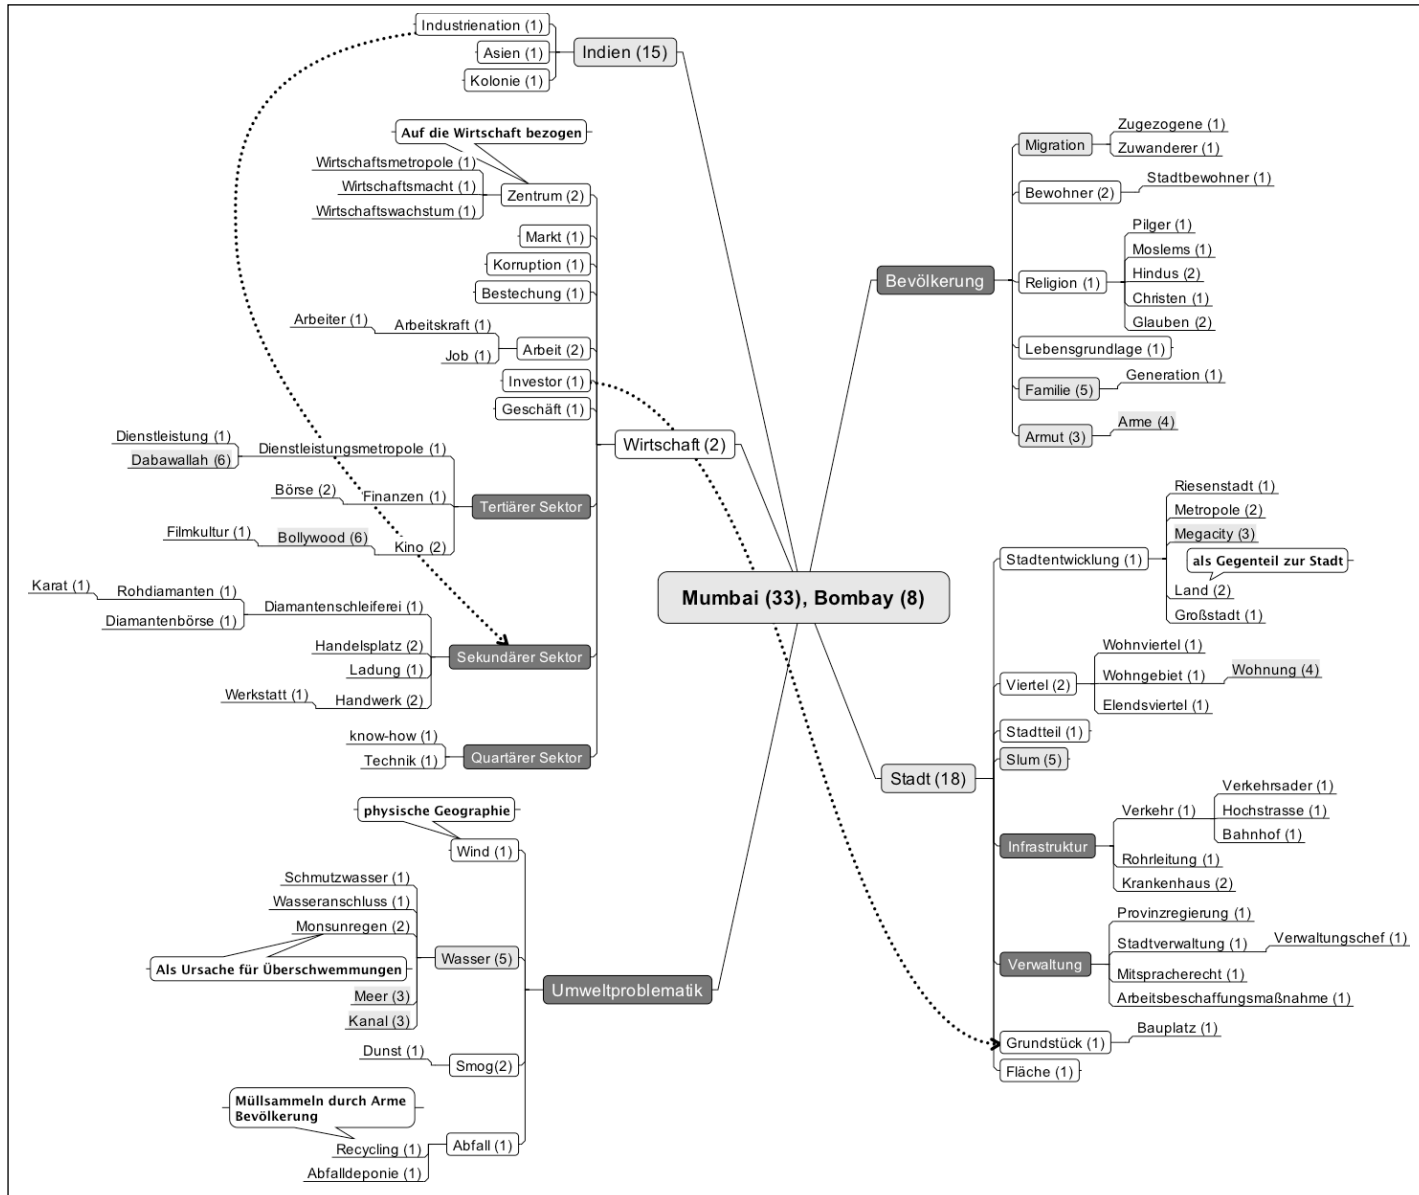 Industrienation (1)
Asien (1)
Kolonie (1)
Indien (15)
Auf die Wirtschaft bezogen
Wirtschaftsmetropole (1)
Wirtschaftsmacht (1)
Wirtschaftswachstum (1)
Zentrum (2)
Markt (1)
Korruption (1)
Bestechung (1)
Arbeiter (1)
Arbeitskraft (1)
Job (1)
Arbeit (2)
Investor (1)
Geschäft (1)
Wirtschaft (2)
Dienstleistung (1)
Dabawallah (6)
Dienstleistungsmetropole (1)
Börse (2)
Finanzen (1)
Filmkultur (1)
Bollywood (6)
Kino (2)
Tertiärer Sektor
Karat (1)
Rohdiamanten (1)
Diamantenbörse (1)
Diamantenschleiferei (1)
Handelsplatz (2)
Ladung (1)
Werkstatt (1)
Handwerk (2)
Sekundärer Sektor
know-how (1)
Technik (1)
Quartärer Sektor
physische Geographie
Wind (1)
Schmutzwasser (1)
Wasseranschluss (1)
Monsunregen (2)
Als Ursache für Überschwemmungen
Meer (3)
Kanal (3)
Wasser (5)
Umweltproblematik
Dunst (1)
Smog(2)
Müllsammeln durch Arme
Bevölkerung
Recycling (1)
Abfalldeponie (1)
Abfall (1)
Mumbai (33), Bombay (8)
Bevölkerung
Migration
Zugezogene (1)
Zuwanderer (1)
Bewohner (2)
Stadtbewohner (1)
Religion (1)
Pilger (1)
Moslems (1)
Hindus (2)
Christen (1)
Glauben (2)
Lebensgrundlage (1)
Familie (5)
Generation (1)
Armut (3)
Arme (4)
Stadt (18)
Stadtentwicklung (1)
Riesenstadt (1)
Metropole (2)
Megacity (3)
als Gegenteil zur Stadt
Land (2)
Großstadt (1)
Viertel (2)
Wohnviertel (1)
Wohngebiet (1)
Wohnung (4)
Elendsviertel (1)
Stadtteil (1)
Slum (5)
Infrastruktur
Verkehr (1)
Verkehrsader (1)
Hochstrasse (1)
Bahnhof (1)
Rohrleitung (1)
Krankenhaus (2)
Verwaltung
Provinzregierung (1)
Stadtverwaltung (1)
Verwaltungschef (1)
Mitspracherecht (1)
Arbeitsbeschaffungsmaßnahme (1)
Grundstück (1)
Bauplatz (1)
Fläche (1)